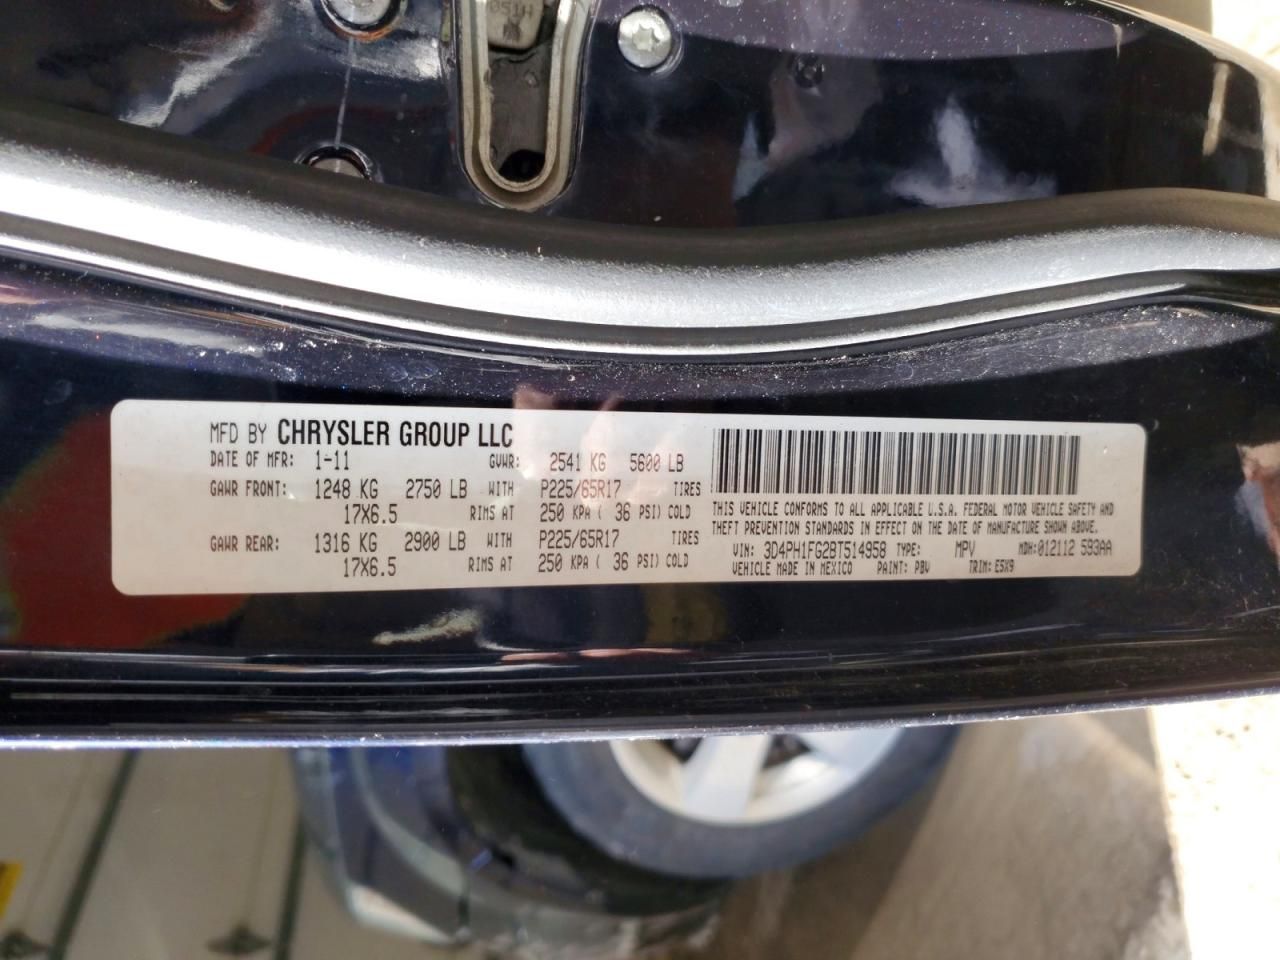 051H
MFD BY CHRYSLER GROUP LLC
DATE OF MFR: 1-11 GVWR: 2541 KG 5600 LB
GAWR FRONT: 1248 KG 2750 LB WITH P225/65R17 TIRES
17X6.5 RIMS AT 250 KPA ( 36 PSI) COLD
GAWR REAR: 1316 KG 2900 LB WITH P225/65R17 TIRES
17X6.5 RIMS AT 250 KPA ( 36 PSI) COLD
THIS VEHICLE CONFORMS TO ALL APPLICABLE U.S.A. FEDERAL MOTOR VEHICLE SAFETY AND
THEFT PREVENTION STANDARDS IN EFFECT ON THE DATE OF MANUFACTURE SHOWN ABOVE.
VIN: 3D4PH1FG2BT514958 TYPE: MPV MDH:012112 593AA
VEHICLE MADE IN MEXICO PAINT: PBV TRIM: E5X9